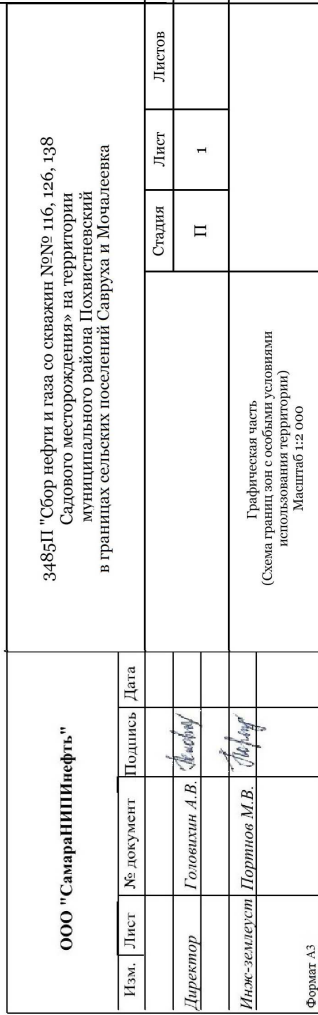 ООО "СамараНИПИнефть"
Изм. Лист № документ Подпись Дата
Директор Головихин А.В.
Инж-землеуст Портнов М.В.
Формат А3
3485П "Сбор нефти и газа со скважин №№ 116, 126, 138
Садового месторождения» на территории
муниципального района Похвистневский
в границах сельских поселений Савруха и Мочалеевка
Стадия Лист Листов
П 1
Графическая часть
(Схема границ зон с особыми условиями
использования территории)
Масштаб 1:2 000